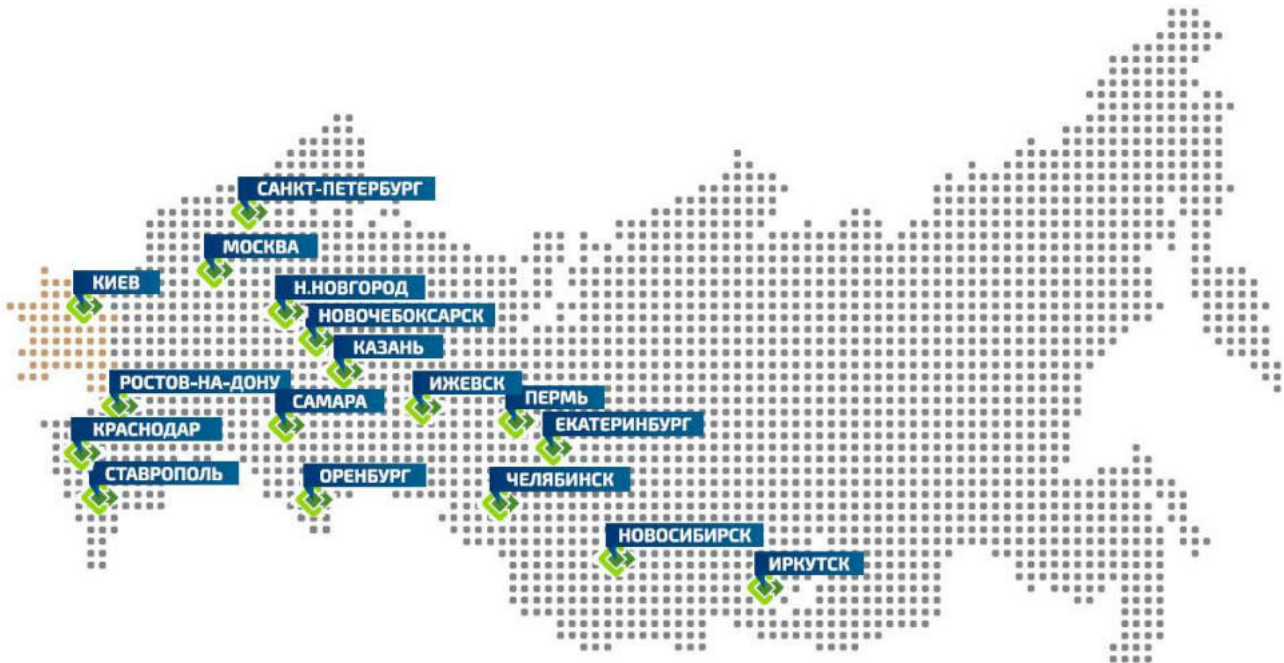 САНКТ-ПЕТЕРБУРГ
МОСКВА
КИЕВ
Н.НОВГОРОД
НОВОЧЕБОКСАРСК
КАЗАНЬ
РОСТОВ-НА-ДОНУ
ИЖЕВСК
САМАРА
ПЕРМЬ
КРАСНОДАР
ЕКАТЕРИНБУРГ
СТАВРОПОЛЬ
ОРЕНБУРГ
ЧЕЛЯБИНСК
НОВОСИБИРСК
ИРКУТСК